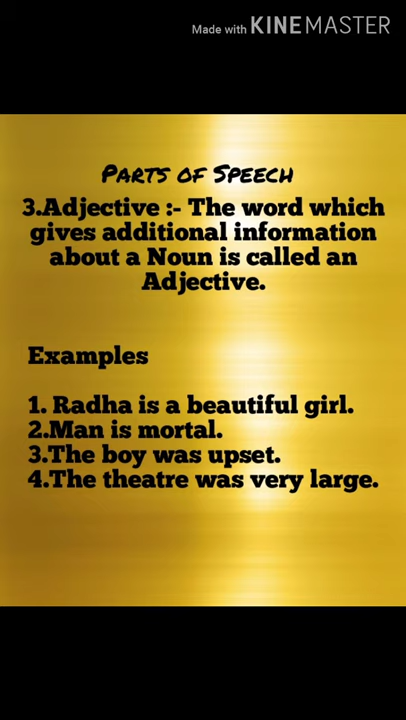 Made with KINEMASTER
Parts of Speech
3.Adjective :- The word which
gives additional information
about a Noun is called an
Adjective.
Examples
1. Radha is a beautiful girl.
2.Man is mortal.
3.The boy was upset.
4.The theatre was very large.